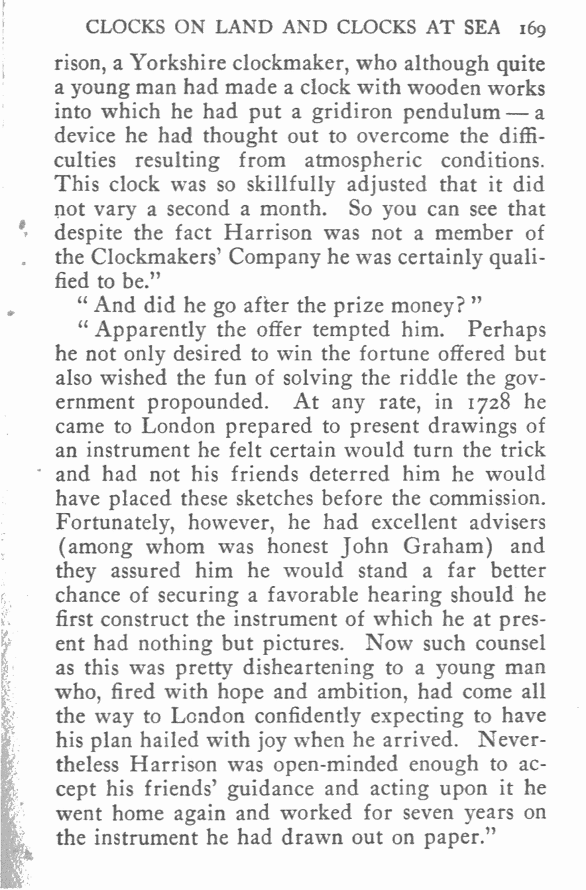 CLOCKS ON LAND AND CLOCKS AT SEA 169
rison, a Yorkshire clockmaker, who although quite
a young man had made a clock with wooden works
into which he had put a gridiron pendulum — a
device he had thought out to overcome the diffi-
culties resulting from atmospheric conditions.
This clock was so skillfully adjusted that it did
not vary a second a month. So you can see that
despite the fact Harrison was not a member of
the Clockmakers' Company he was certainly quali-
fied to be."
" And did he go after the prize money? "
" Apparently the offer tempted him. Perhaps
he not only desired to win the fortune offered but
also wished the fun of solving the riddle the gov-
ernment propounded. At any rate, in 1728 he
came to London prepared to present drawings of
an instrument he felt certain would turn the trick
and had not his friends deterred him he would
have placed these sketches before the commission.
Fortunately, however, he had excellent advisers
(among whom was honest John Graham) and
they assured him he would stand a far better
chance of securing a favorable hearing should he
first construct the instrument of which he at pres-
ent had nothing but pictures. Now such counsel
as this was pretty disheartening to a young man
who, fired with hope and ambition, had come all
the way to London confidently expecting to have
his plan hailed with joy when he arrived. Never-
theless Harrison was open-minded enough to ac-
cept his friends' guidance and acting upon it he
went home again and worked for seven years on
the instrument he had drawn out on paper."